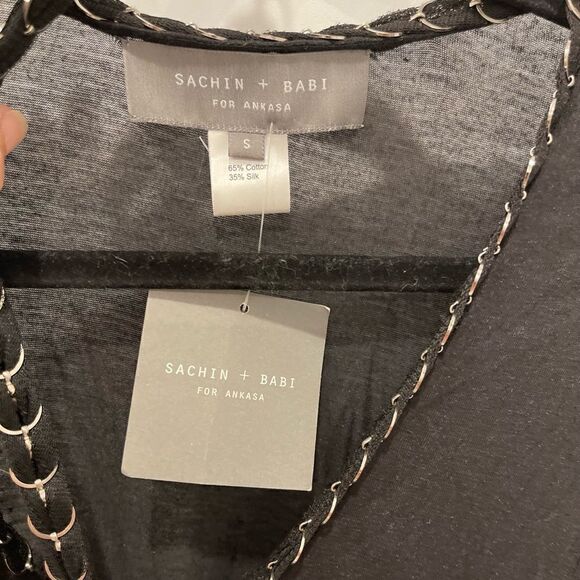 SACHIN + BABI
FOR ANKASA
S
65% Cotton
35% Silk
SACHIN + BABI
FOR ANKASA